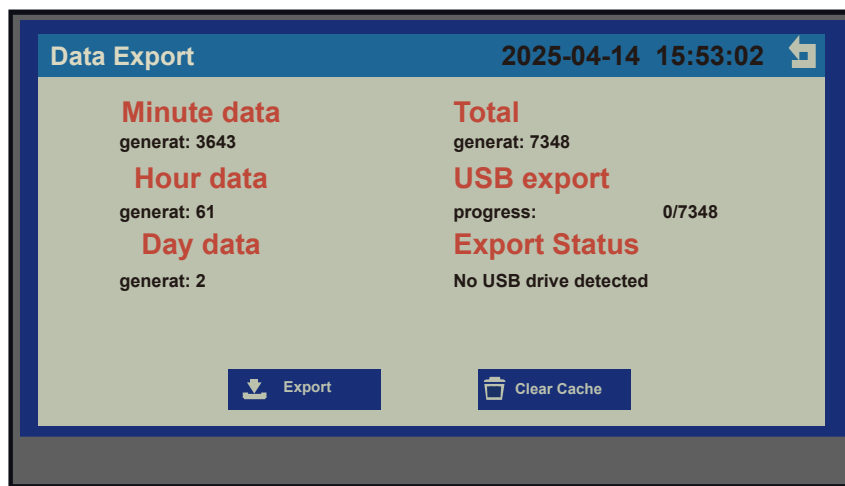 Data Export 2025-04-14 15:53:02
Minute data
generat: 3643
Total
generat: 7348
Hour data
generat: 61
USB export
progress: 0/7348
Day data
generat: 2
Export Status
No USB drive detected
Export
Clear Cache